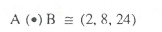 A (•) B ≅ (2, 8, 24)